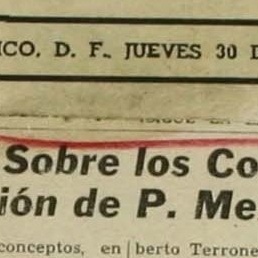 ICO, D. F., JUEVES 30 D
Sobre los Co
ión de P. Me
conceptos, en berto Terrone